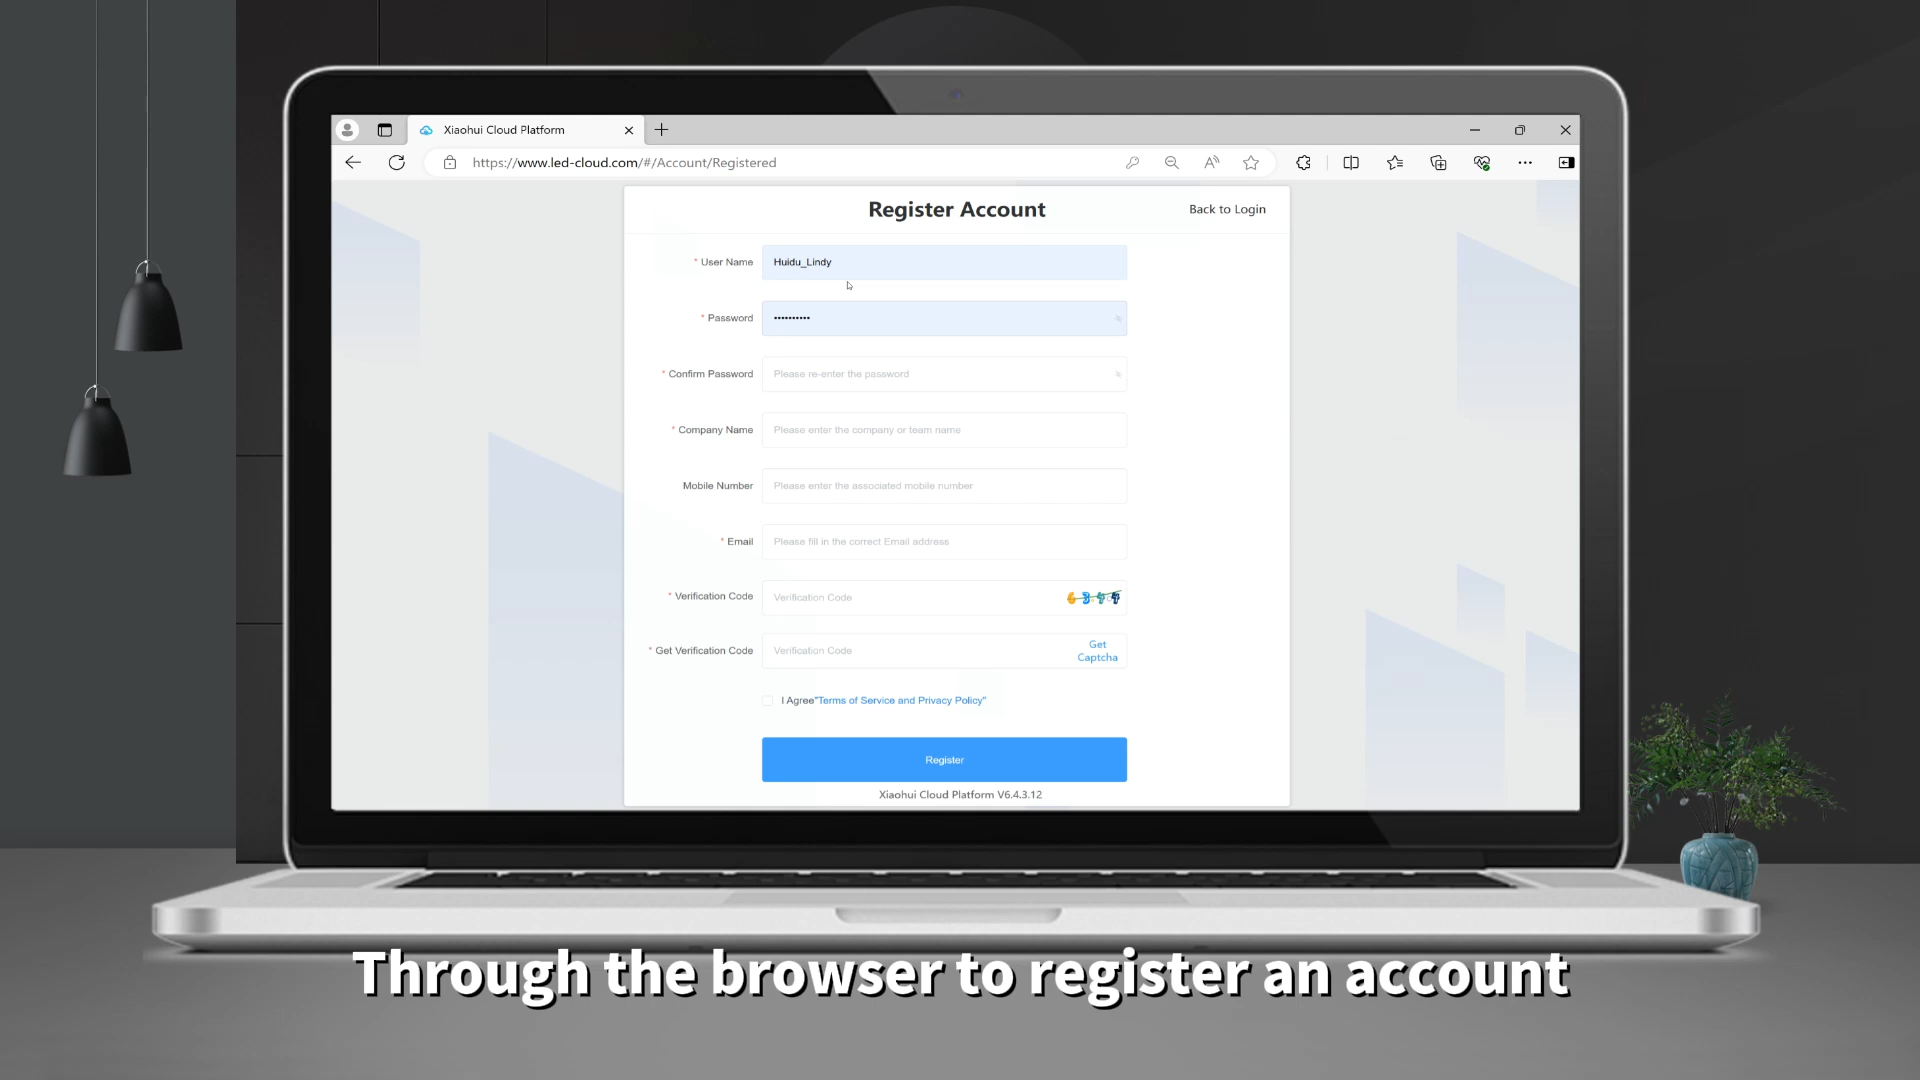 Xiaohui Cloud Platform
https://www.led-cloud.com/#/Account/Registered
Register Account
Back to Login
* User Name
Huidu_Lindy
* Password
••••••••••
* Confirm Password
Please re-enter the password
* Company Name
Please enter the company or team name
Mobile Number
Please enter the associated mobile number
* Email
Please fill in the correct Email address
* Verification Code
Verification Code
* Get Verification Code
Verification Code
Get
Captcha
I Agree"Terms of Service and Privacy Policy"
Register
Xiaohui Cloud Platform V6.4.3.12
Through the browser to register an account